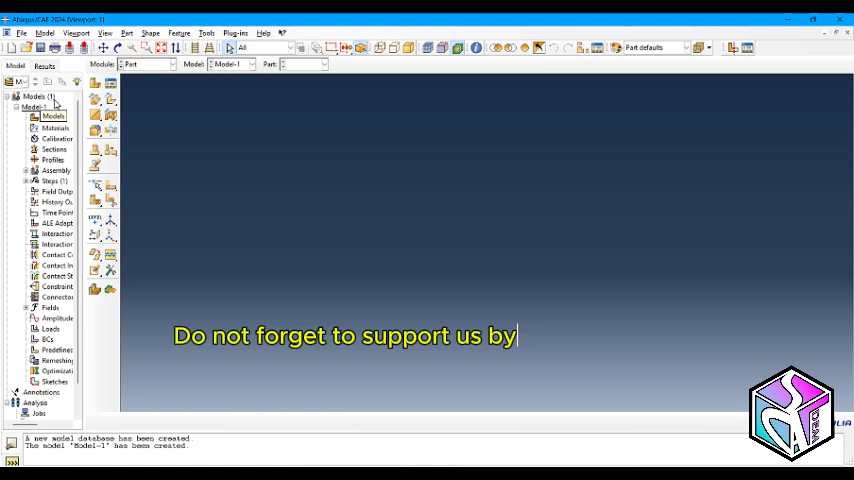 Abaqus/CAE 2024 [Viewport: 1]
File Model Viewport View Part Shape Feature Tools Plug-ins Help
All
Part defaults
Model Results
Module: Part Model: Model-1 Part:
M
Models (1)
Model-1
Models
Materials
Calibration
Sections
Profiles
Assembly
Steps (1)
Field Outp
History Ou
Time Point
ALE Adapt
Interaction
Interaction
Contact Co
Contact In
Contact St
Constraint
Connector
Fields
Amplitude
Loads
BCs
Predefined
Remeshing
Optimizati
Sketches
Annotations
Analysis
Jobs
(XYZ)
Do not forget to support us by
DEM
ULIA
A new model database has been created.
The model "Model-1" has been created.
>>>